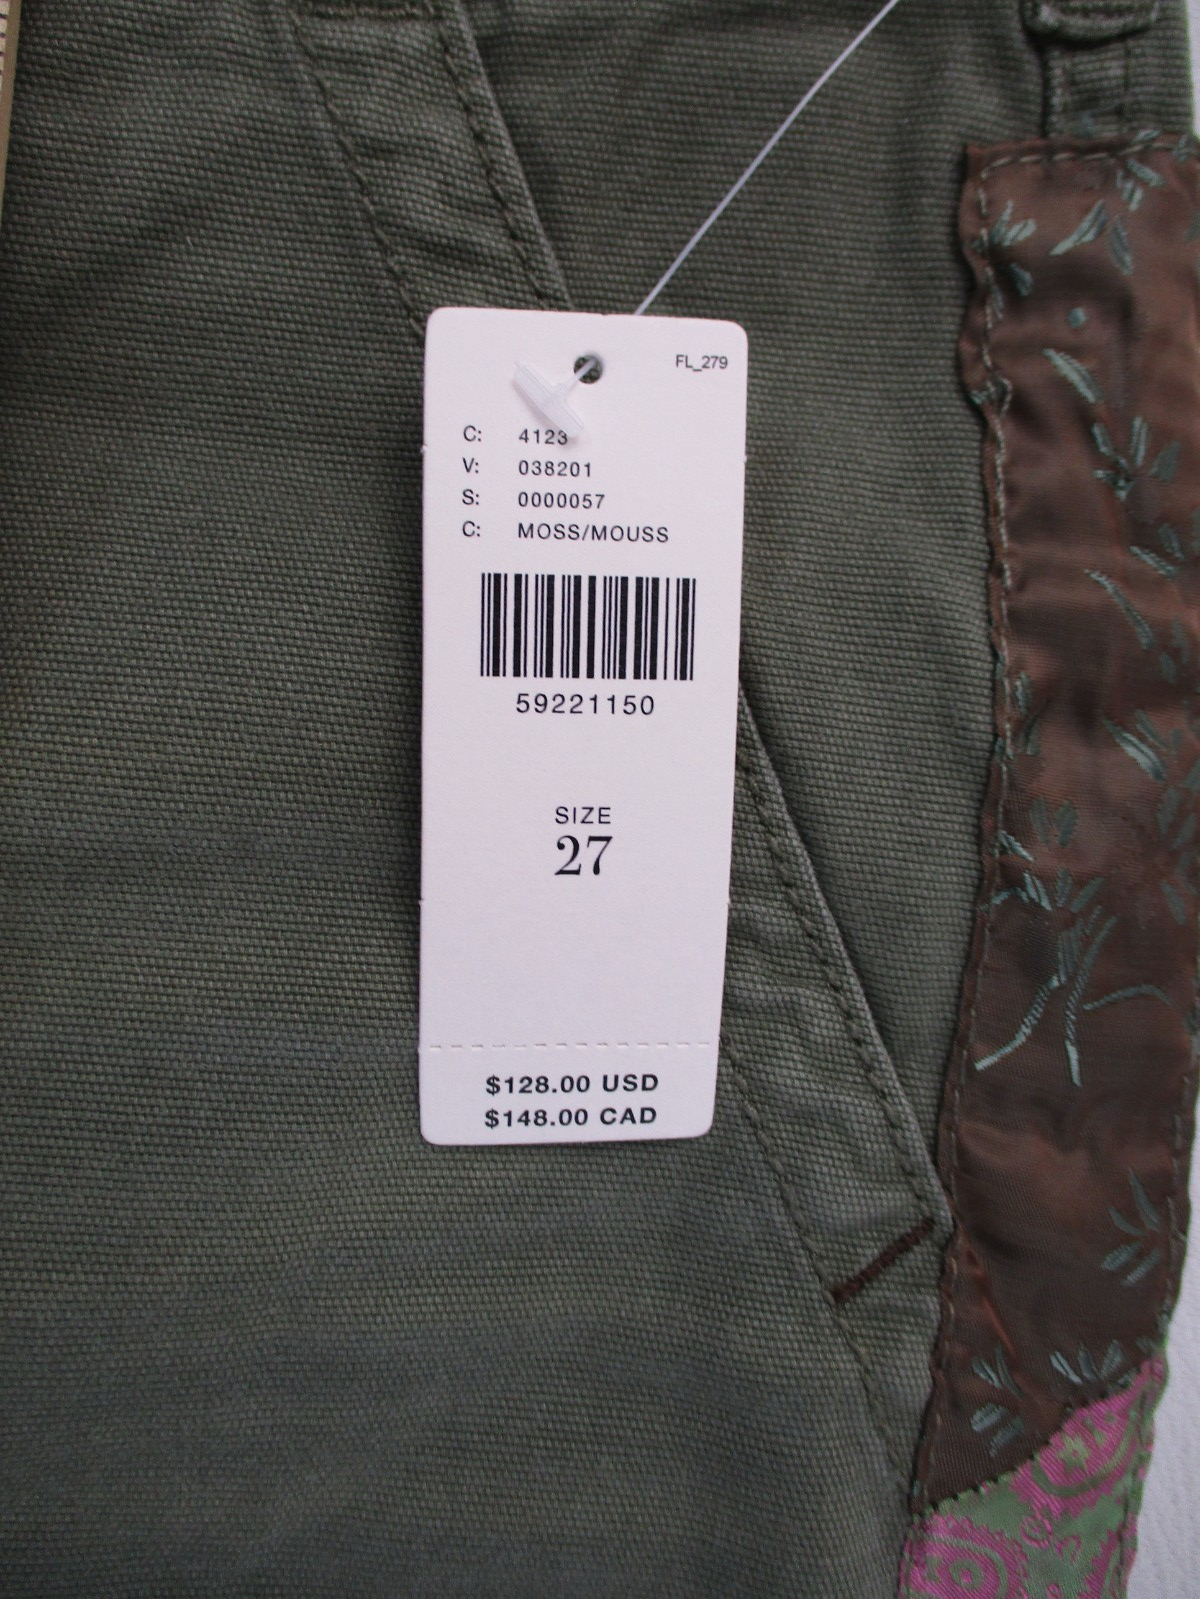 FL_279
C: 4123
V: 038201
S: 0000057
C: MOSS/MOUSS
59221150
SIZE
27
$128.00 USD
$148.00 CAD